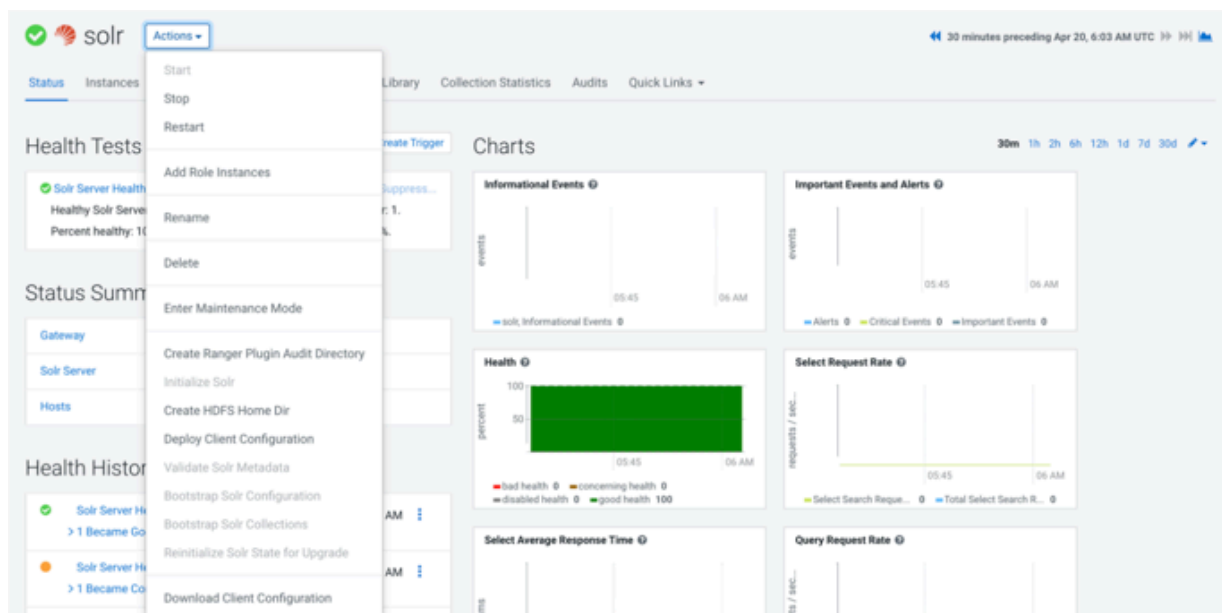 solr Actions
30 minutes preceding Apr 20, 6:03 AM UTC
Status Instances Library Collection Statistics Audits Quick Links
Start
Stop
Restart
Add Role Instances
Rename
Delete
Enter Maintenance Mode
Create Ranger Plugin Audit Directory
Initialize Solr
Create HDFS Home Dir
Deploy Client Configuration
Validate Solr Metadata
Bootstrap Solr Configuration
Bootstrap Solr Collections
Reinitialize Solr State for Upgrade
Download Client Configuration
Health Tests
Create Trigger
Solr Server Health
Suppress...
Healthy Solr Serve
r: 1.
Percent healthy: 10
%.
Status Summ
Gateway
Solr Server
Hosts
Health Histor
Solr Server He
> 1 Became Go
AM
Solr Server He
> 1 Became Co
AM
Charts
30m 1h 2h 6h 12h 1d 7d 30d
Informational Events
events
05:45 06 AM
solr, Informational Events 0
Important Events and Alerts
events
05:45 06 AM
Alerts 0 Critical Events 0 Important Events 0
Health
percent
100
50
05:45 06 AM
bad health 0 concerning health 0
disabled health 0 good health 100
Select Request Rate
requests / sec...
05:45 06 AM
Select Search Reque... 0 Total Select Search R... 0
Select Average Response Time
ms
Query Request Rate
ts / sec...